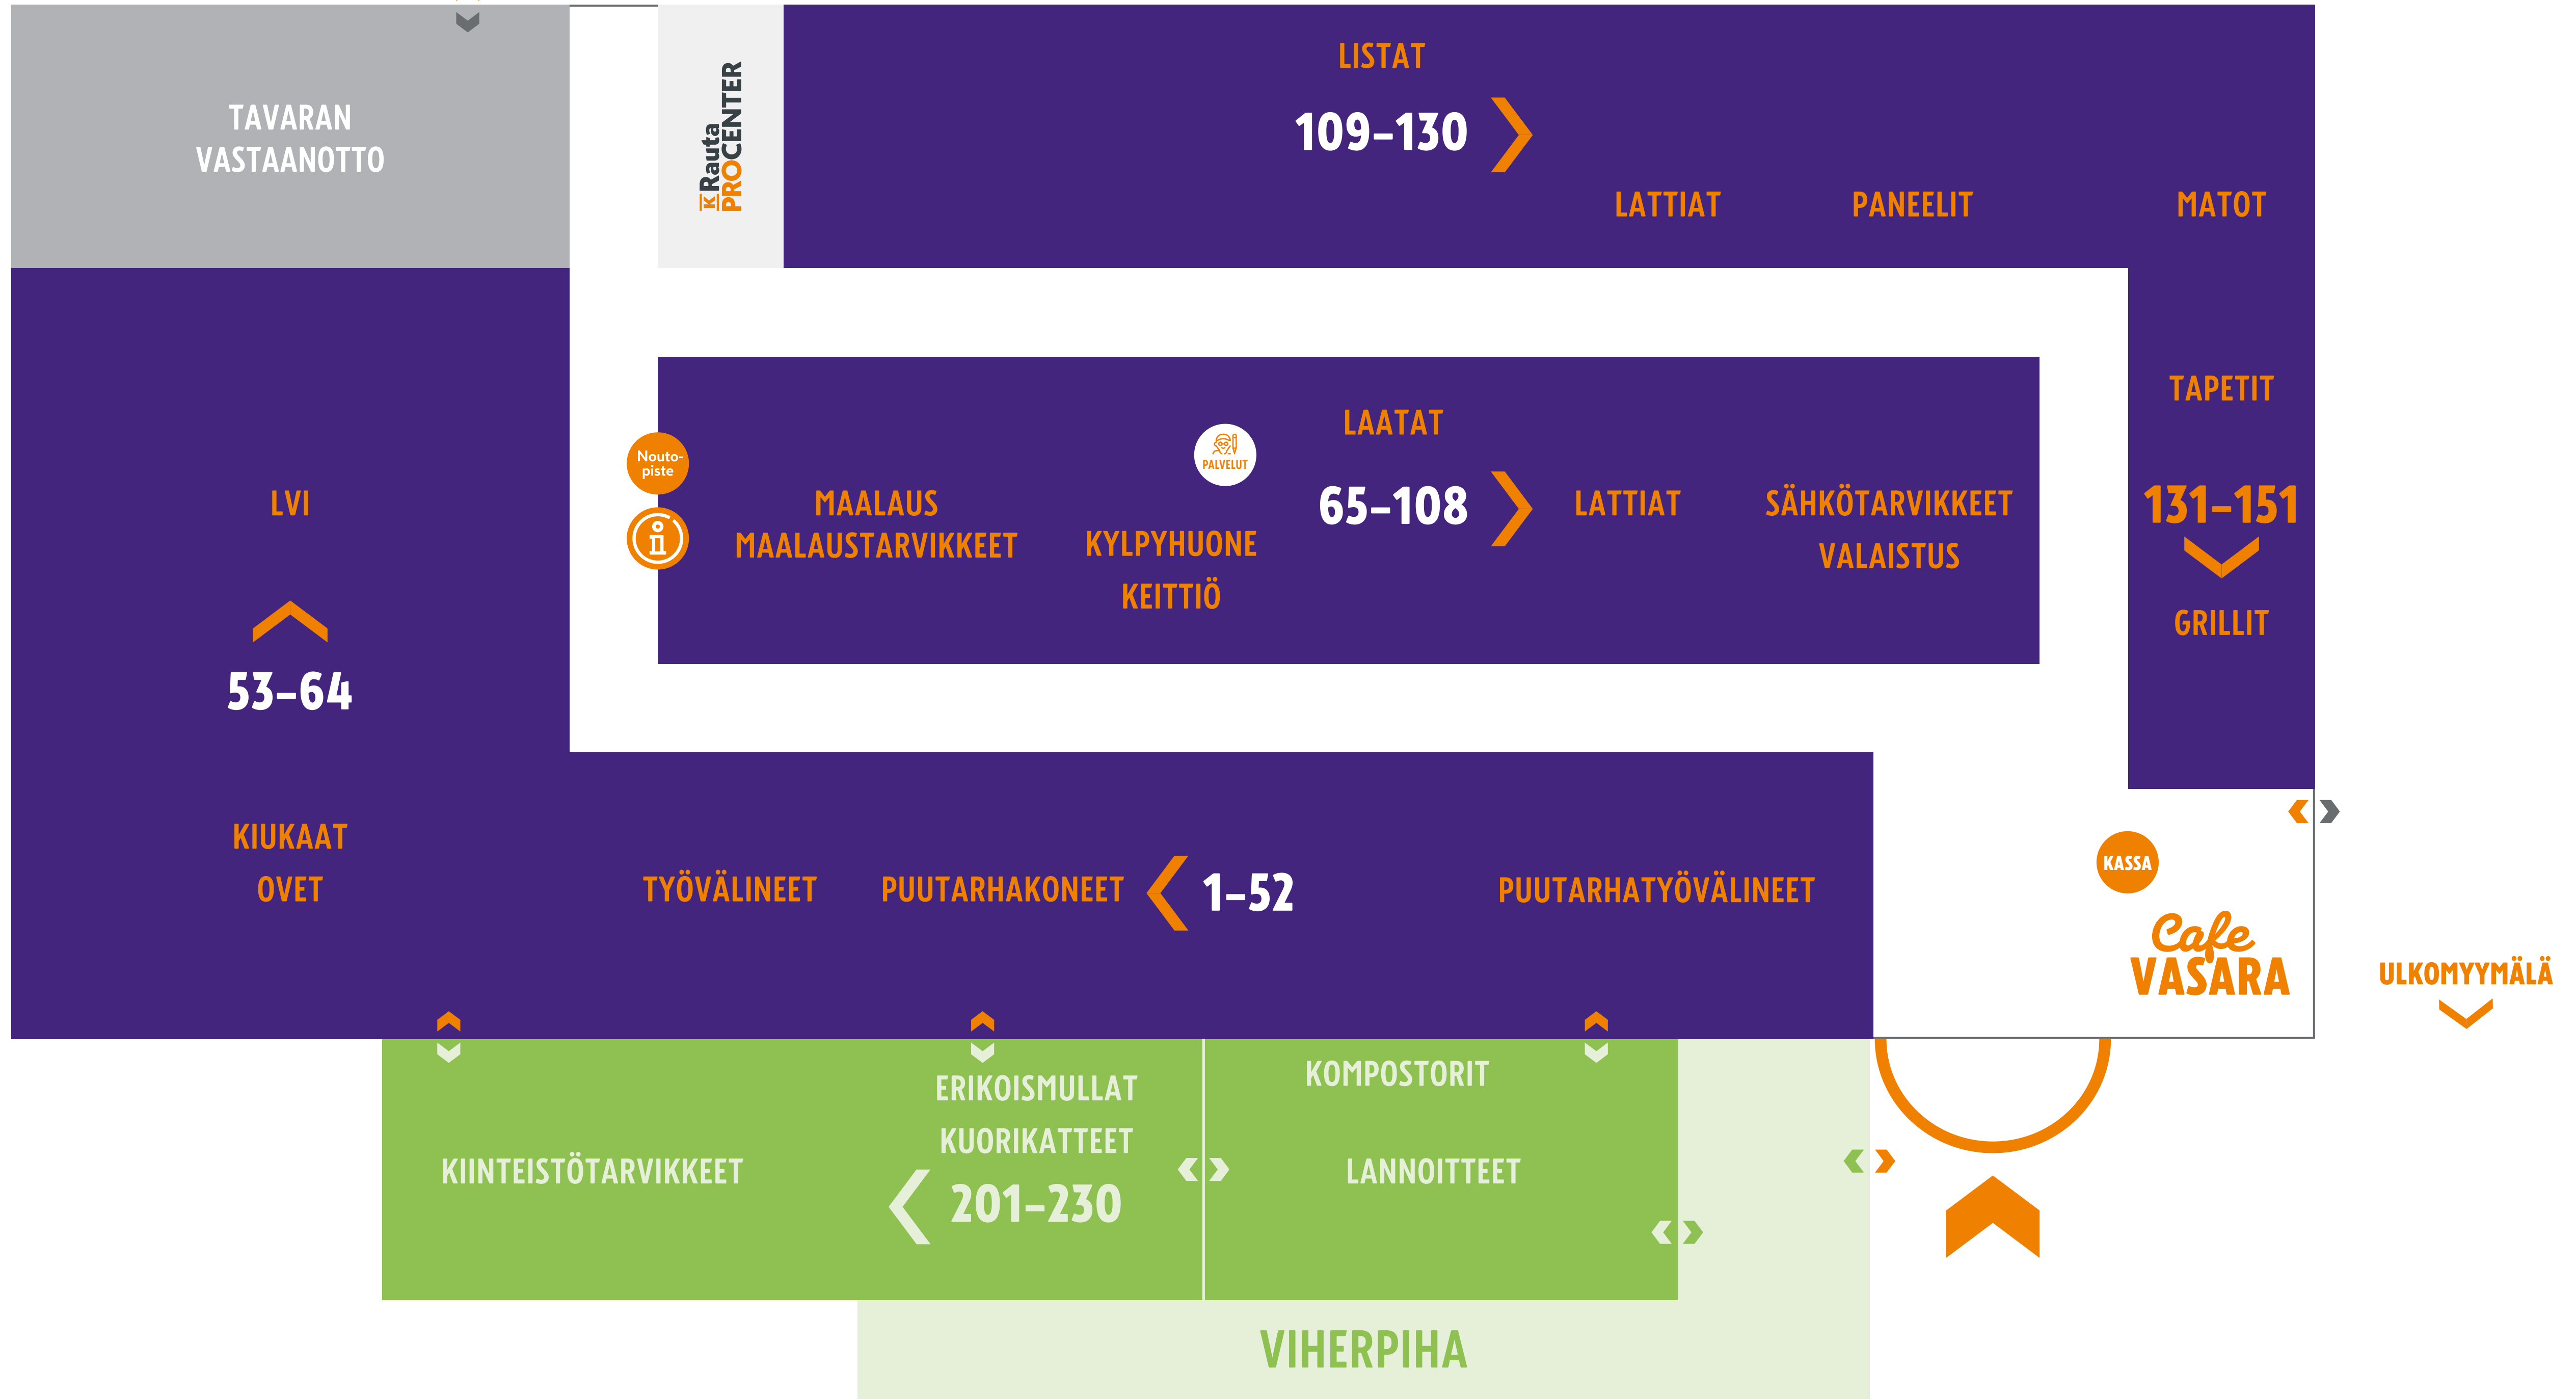 TAVARAN
VASTAANOTTO
K Rauta
PROCENTER
LISTAT
109–130
LATTIAT
PANEELIT
MATOT
TAPETIT
131–151
GRILLIT
LVI
53–64
KIUKAAT
OVET
Nouto-
piste
i
MAALAUS
MAALAUSTARVIKKEET
PALVELUT
KYLPYHUONE
KEITTIÖ
LAATAT
65–108
LATTIAT
SÄHKÖTARVIKKEET
VALAISTUS
TYÖVÄLINEET
PUUTARHAKONEET
1–52
PUUTARHATYÖVÄLINEET
KASSA
Cafe
VASARA
ULKOMYYMÄLÄ
KIINTEISTÖTARVIKKEET
ERIKOISMULLAT
KUORIKATTEET
201–230
KOMPOSTORIT
LANNOITTEET
VIHERPIHA